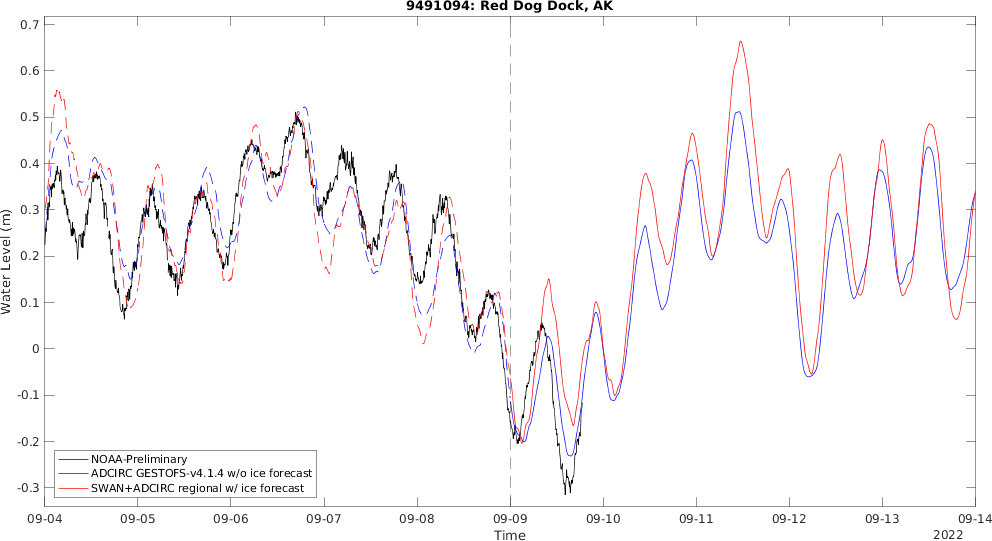 9491094: Red Dog Dock, AK
0.7
0.6
0.5
0.4
0.3
0.2
0.1
0
-0.1
-0.2
-0.3
Water Level (m)
NOAA-Preliminary
ADCIRC GESTOFS-v4.1.4 w/o ice forecast
SWAN+ADCIRC regional w/ ice forecast
09-04 09-05 09-06 09-07 09-08 09-09 09-10 09-11 09-12 09-13 09-14
Time
2022